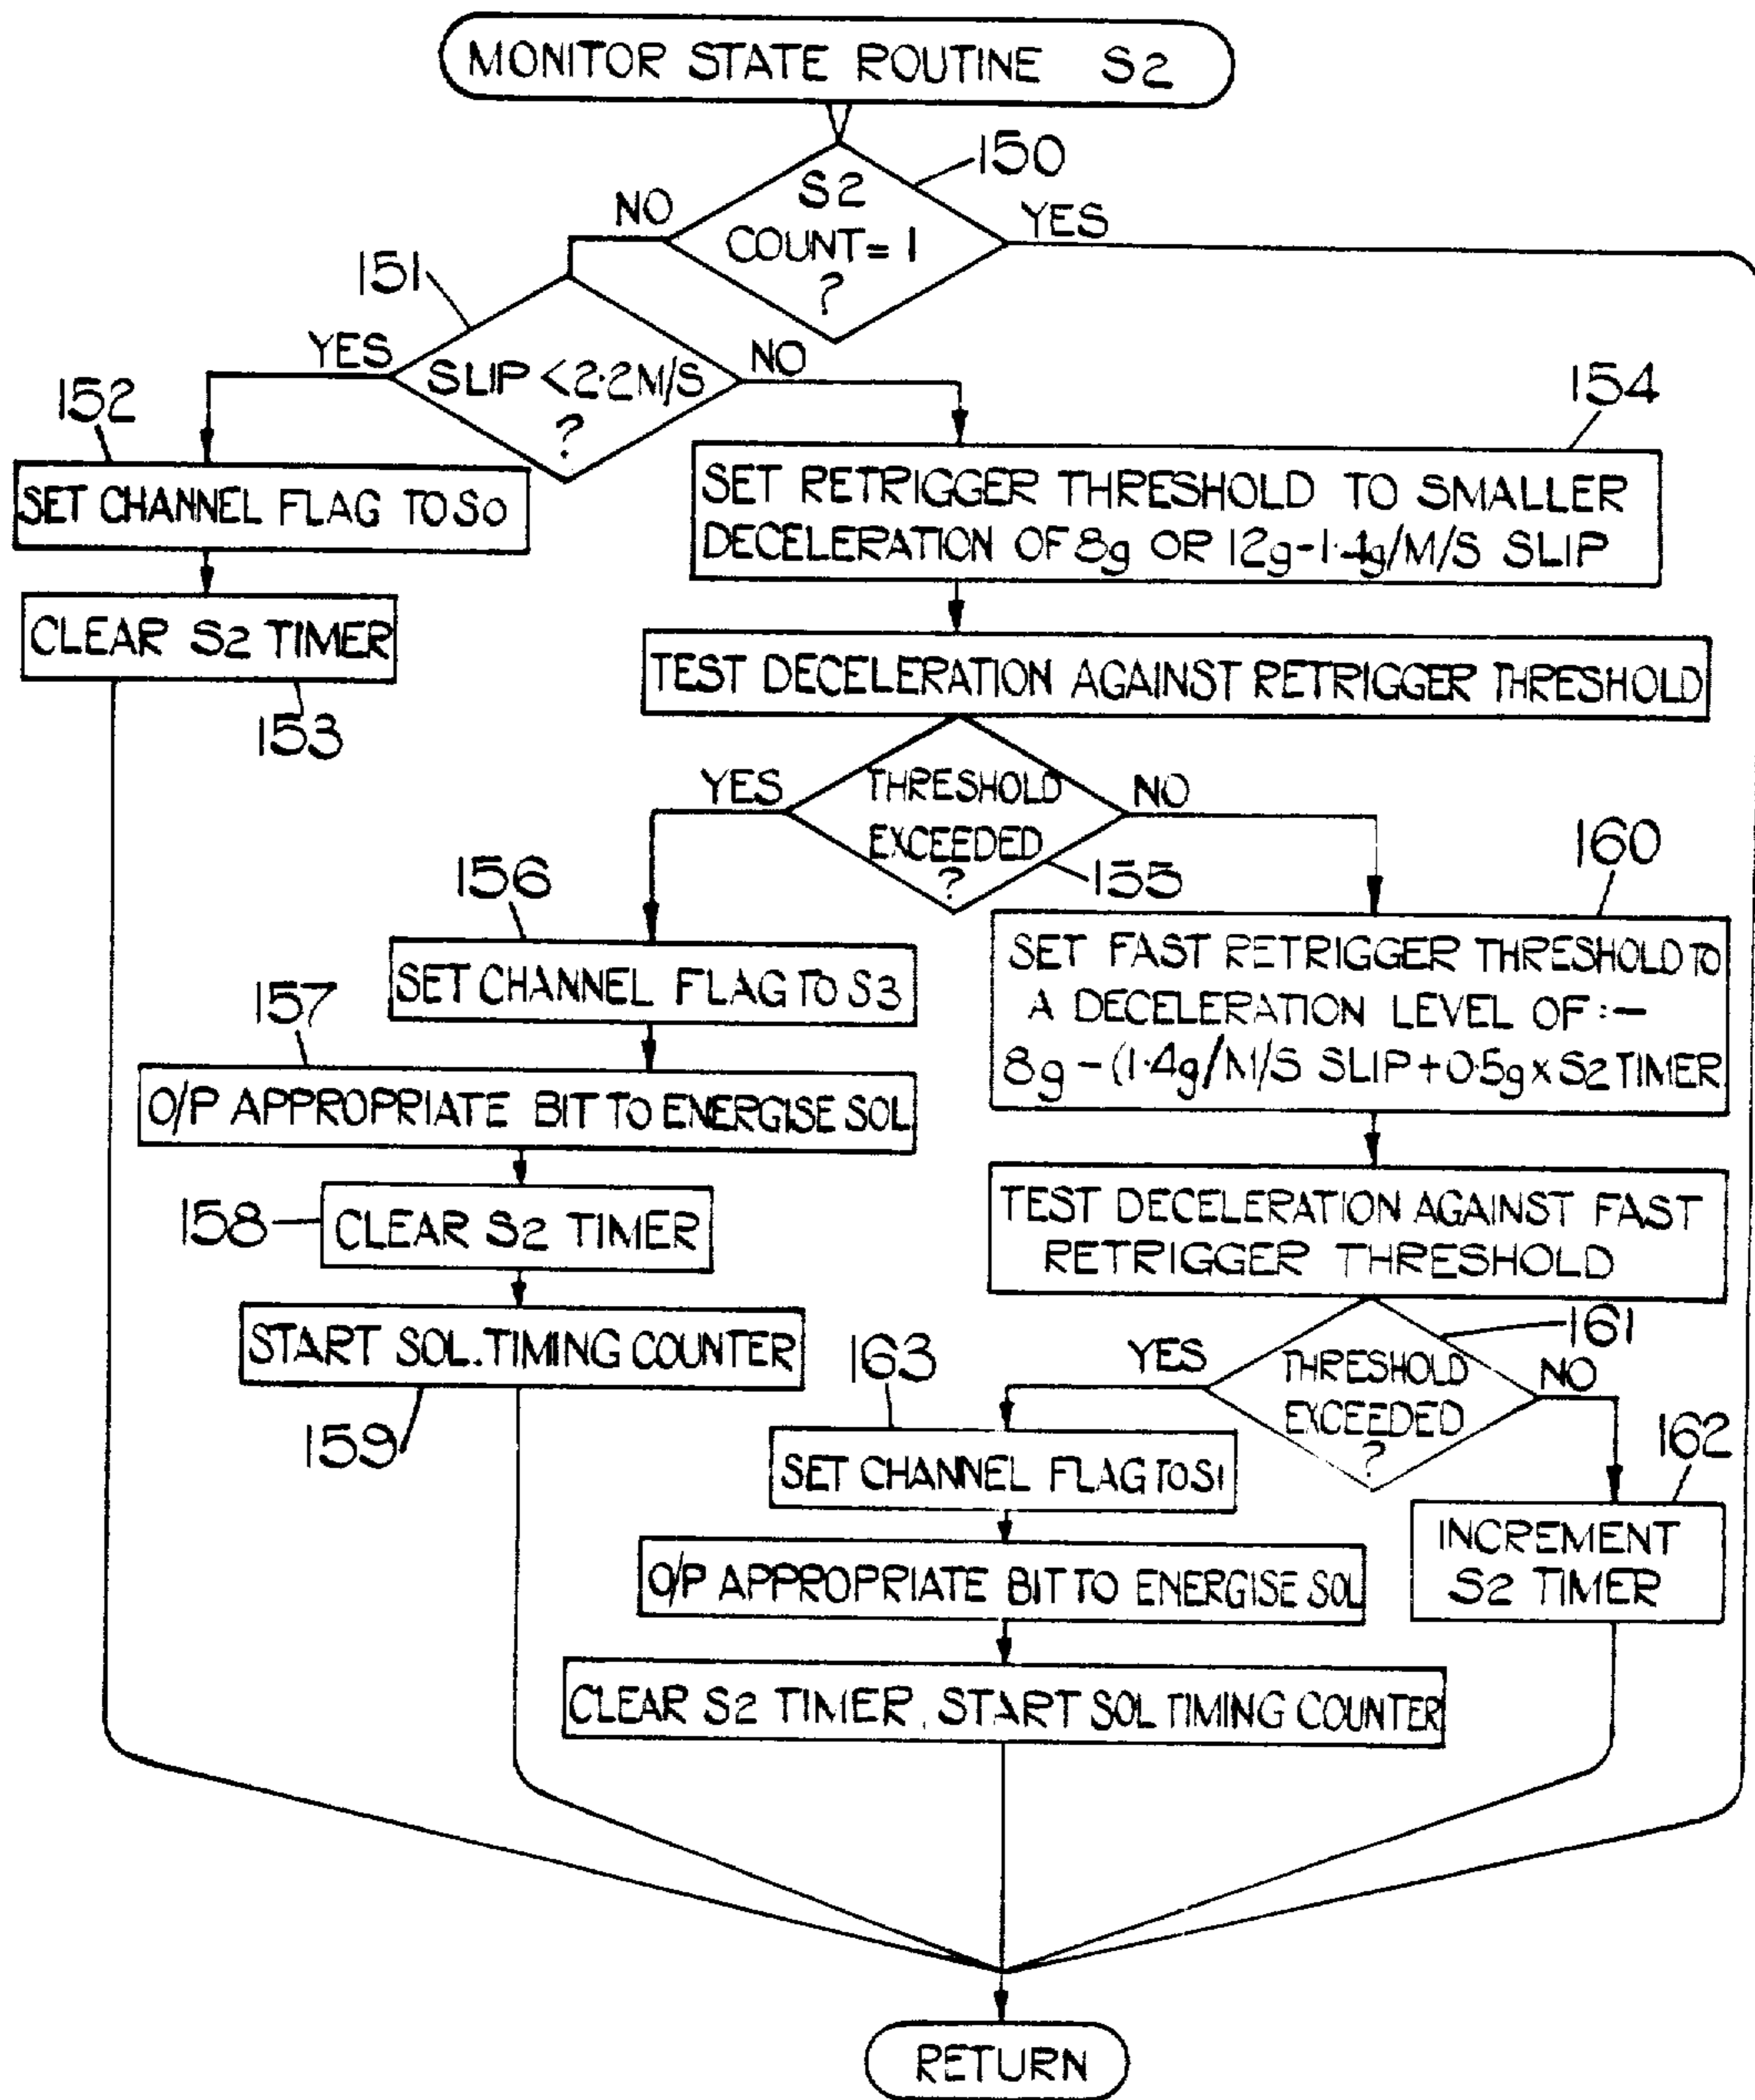 MONITOR STATE ROUTINE S2
150
S2
COUNT = 1
?
NO
YES
151
SLIP <2·2M/S
?
YES
NO
152
SET CHANNEL FLAG TO S0
CLEAR S2 TIMER
153
154
SET RETRIGGER THRESHOLD TO SMALLER
DECELERATION OF 8g OR 12g-1·4g/M/S SLIP
TEST DECELERATION AGAINST RETRIGGER THRESHOLD
THRESHOLD
EXCEEDED
?
YES
NO
155
156
SET CHANNEL FLAG TO S3
157
O/P APPROPRIATE BIT TO ENERGISE SOL
158
CLEAR S2 TIMER
START SOL. TIMING COUNTER
159
160
SET FAST RETRIGGER THRESHOLD TO
A DECELERATION LEVEL OF :—
8g - (1·4g/M/S SLIP + 0·5g x S2 TIMER
TEST DECELERATION AGAINST FAST
RETRIGGER THRESHOLD
161
THRESHOLD
EXCEEDED
?
YES
NO
163
SET CHANNEL FLAG TO S1
O/P APPROPRIATE BIT TO ENERGISE SOL
CLEAR S2 TIMER, START SOL TIMING COUNTER
162
INCREMENT
S2 TIMER
RETURN